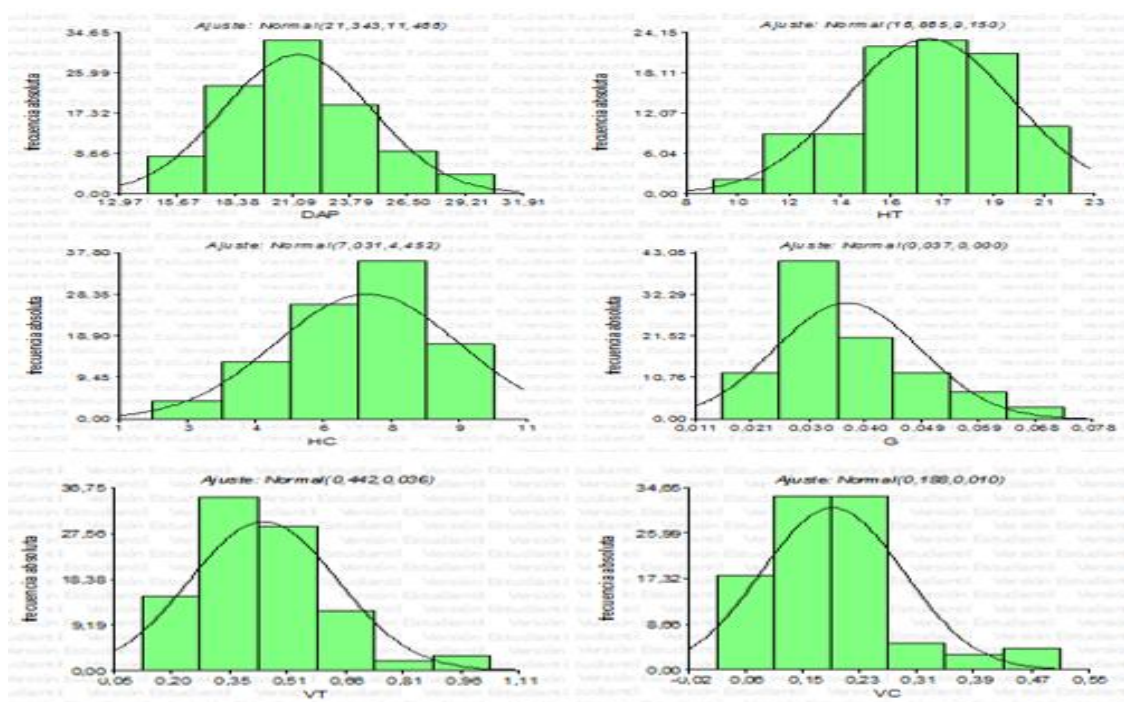 Ajuste: Normal(21,343,11,466)
frecuencia absoluta
34.65
25.99
17.32
8.66
0.00
12.97 15.67 18.38 21.09 23.79 26.50 29.21 31.91
DAP
Ajuste: Normal(16,665,9,150)
frecuencia absoluta
24.15
18.11
12.07
6.04
0.00
8 10 12 14 16 17 19 21 23
HT
Ajuste: Normal(7,031,4,452)
frecuencia absoluta
37.80
28.35
18.90
9.45
0.00
1 3 4 6 8 9 11
HC
Ajuste: Normal(0,037,0,000)
frecuencia absoluta
43,05
32,29
21,52
10,76
0,00
0,011 0,021 0,030 0,040 0,049 0,059 0,068 0,078
G
Ajuste: Normal(0,442,0,036)
frecuencia absoluta
36,75
27,56
18,38
9,19
0,00
0,05 0,20 0,35 0,51 0,66 0,81 0,96 1,11
VT
Ajuste: Normal(0,188,0,010)
frecuencia absoluta
34,65
25,99
17,32
8,66
0,00
-0,02 0,06 0,15 0,23 0,31 0,39 0,47 0,55
VC